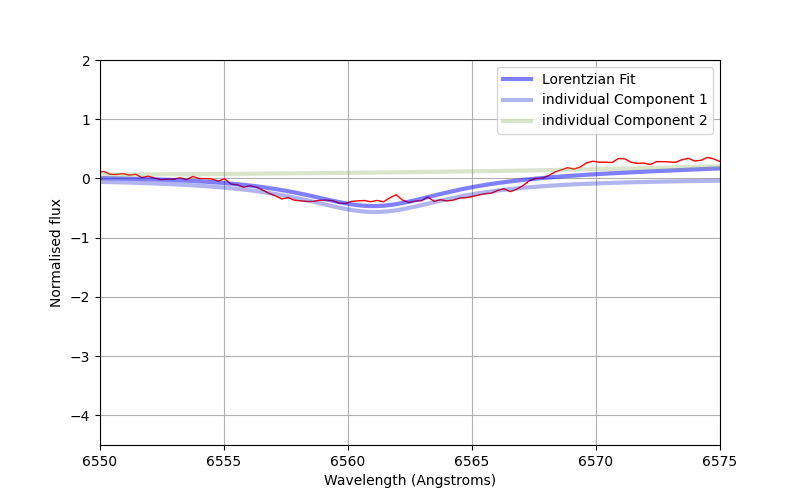 2
1
0
−1
−2
−3
−4
Normalised flux
Lorentzian Fit
individual Component 1
individual Component 2
6550 6555 6560 6565 6570 6575
Wavelength (Angstroms)